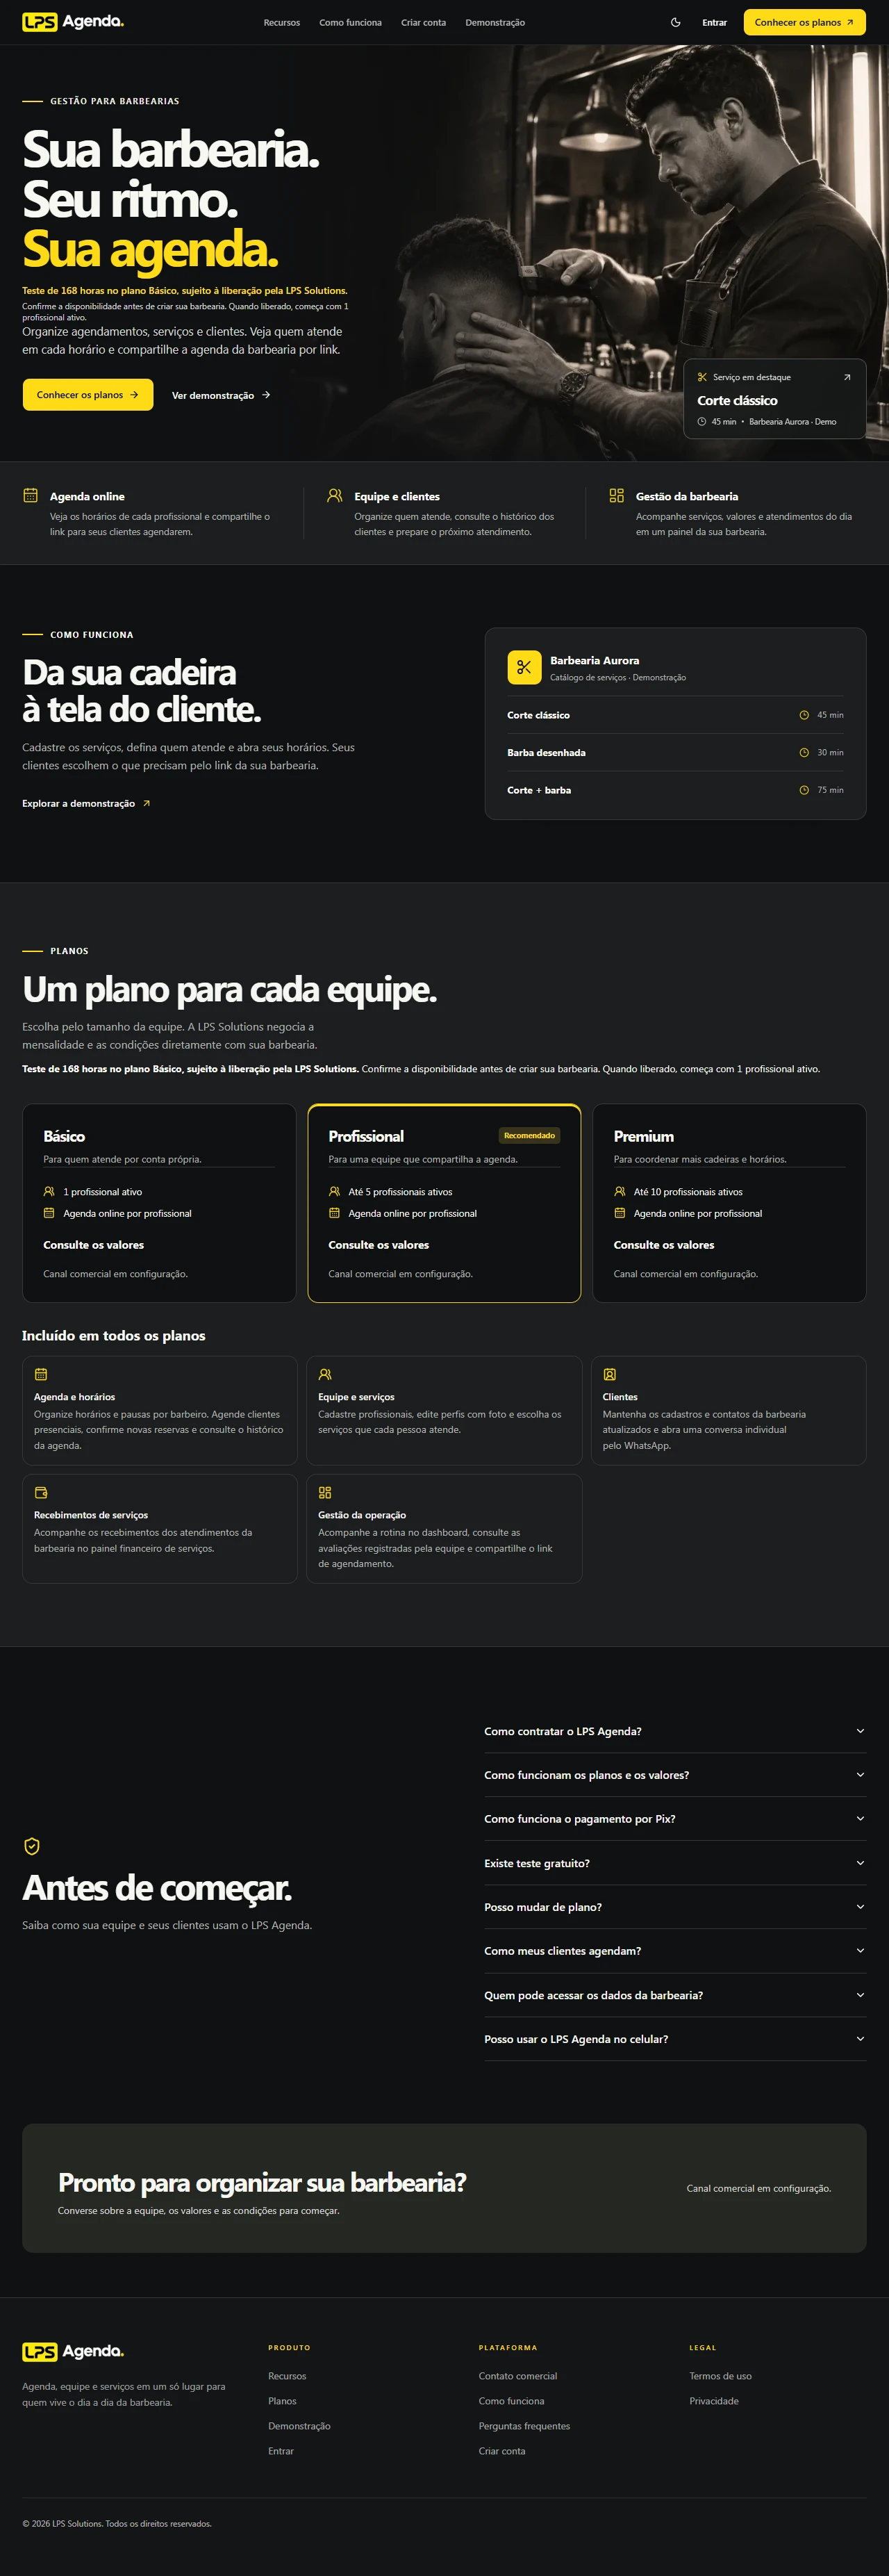 LPS Agenda.
Recursos
Como funciona
Criar conta
Demonstração
Entrar
Conhecer os planos
GESTÃO PARA BARBEARIAS
Sua barbearia.
Seu ritmo.
Sua agenda.
Teste de 168 horas no plano Básico, sujeito à liberação pela LPS Solutions.
Confirme a disponibilidade antes de criar sua barbearia. Quando liberado, começa com 1
profissional ativo.
Organize agendamentos, serviços e clientes. Veja quem atende
em cada horário e compartilhe a agenda da barbearia por link.
Conhecer os planos
Ver demonstração
Serviço em destaque
Corte clássico
45 min • Barbearia Aurora · Demo
Agenda online
Veja os horários de cada profissional e compartilhe o
link para seus clientes agendarem.
Equipe e clientes
Organize quem atende, consulte o histórico dos
clientes e prepare o próximo atendimento.
Gestão da barbearia
Acompanhe serviços, valores e atendimentos do dia
em um painel da sua barbearia.
COMO FUNCIONA
Da sua cadeira
à tela do cliente.
Cadastre os serviços, defina quem atende e abra seus horários. Seus
clientes escolhem o que precisam pelo link da sua barbearia.
Explorar a demonstração
Barbearia Aurora
Catálogo de serviços · Demonstração
Corte clássico
45 min
Barba desenhada
30 min
Corte + barba
75 min
PLANOS
Um plano para cada equipe.
Escolha pelo tamanho da equipe. A LPS Solutions negocia a
mensalidade e as condições diretamente com sua barbearia.
Teste de 168 horas no plano Básico, sujeito à liberação pela LPS Solutions. Confirme a disponibilidade antes de criar sua barbearia. Quando liberado, começa com 1 profissional ativo.
Básico
Para quem atende por conta própria.
1 profissional ativo
Agenda online por profissional
Consulte os valores
Canal comercial em configuração.
Profissional
Recomendado
Para uma equipe que compartilha a agenda.
Até 5 profissionais ativos
Agenda online por profissional
Consulte os valores
Canal comercial em configuração.
Premium
Para coordenar mais cadeiras e horários.
Até 10 profissionais ativos
Agenda online por profissional
Consulte os valores
Canal comercial em configuração.
Incluído em todos os planos
Agenda e horários
Organize horários e pausas por barbeiro. Agende clientes
presenciais, confirme novas reservas e consulte o histórico
da agenda.
Equipe e serviços
Cadastre profissionais, edite perfis com foto e escolha os
serviços que cada pessoa atende.
Clientes
Mantenha os cadastros e contatos da barbearia
atualizados e abra uma conversa individual
pelo WhatsApp.
Recebimentos de serviços
Acompanhe os recebimentos dos atendimentos da
barbearia no painel financeiro de serviços.
Gestão da operação
Acompanhe a rotina no dashboard, consulte as
avaliações registradas pela equipe e compartilhe o link
de agendamento.
Antes de começar.
Saiba como sua equipe e seus clientes usam o LPS Agenda.
Como contratar o LPS Agenda?
Como funcionam os planos e os valores?
Como funciona o pagamento por Pix?
Existe teste gratuito?
Posso mudar de plano?
Como meus clientes agendam?
Quem pode acessar os dados da barbearia?
Posso usar o LPS Agenda no celular?
Pronto para organizar sua barbearia?
Converse sobre a equipe, os valores e as condições para começar.
Canal comercial em configuração.
LPS Agenda.
Agenda, equipe e serviços em um só lugar para
quem vive o dia a dia da barbearia.
PRODUTO
Recursos
Planos
Demonstração
Entrar
PLATAFORMA
Contato comercial
Como funciona
Perguntas frequentes
Criar conta
LEGAL
Termos de uso
Privacidade
© 2026 LPS Solutions. Todos os direitos reservados.